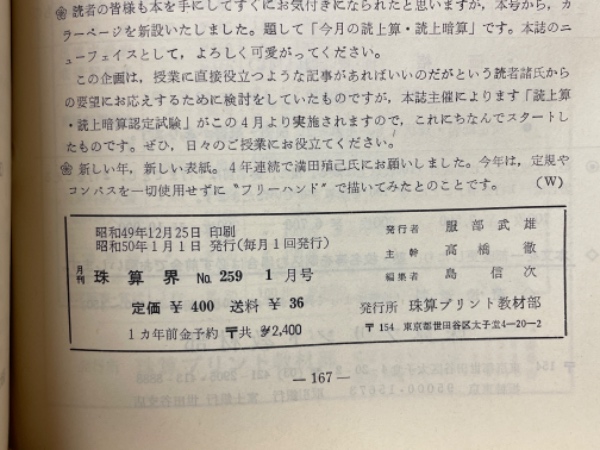 ❀ 読者の皆様も本を手にしてすぐにお気付きになられたと思いますが，本号から，カ
ラーページを新設いたしました。題して「今月の読上算・読上暗算」です。本誌のニ
ューフェイスとして，よろしく可愛がってください。
この企画は，授業に直接役立つような記事があればいいのだがという読者諸氏から
の要望にお応えするために検討をしていたものですが，本誌主催によります「読上算
・読上暗算認定試験」がこの4月より実施されますので，これにちなんでスタートし
たものです。ぜひ，日々のご授業にお役立てください。
❀ 新しい年，新しい表紙。4年連続で満田殖己氏にお願いしました。今年は，定規や
コンパスを一切使用せずに〝フリーハンド〟で描いてみたとのことです。 (W)
昭和49年12月25日 印刷
昭和50年1月1日 発行(毎月1回発行)
月刊 珠算界 No. 259 1月号
定価 ¥400 送料 ¥36
1カ年前金予約 〒共 ¥2,400
発行者 服部武雄
主幹 高橋徹
編集者 島信次
発行所 珠算プリント教材部
〒154 東京都世田谷区太子堂4—20—2
— 167 —